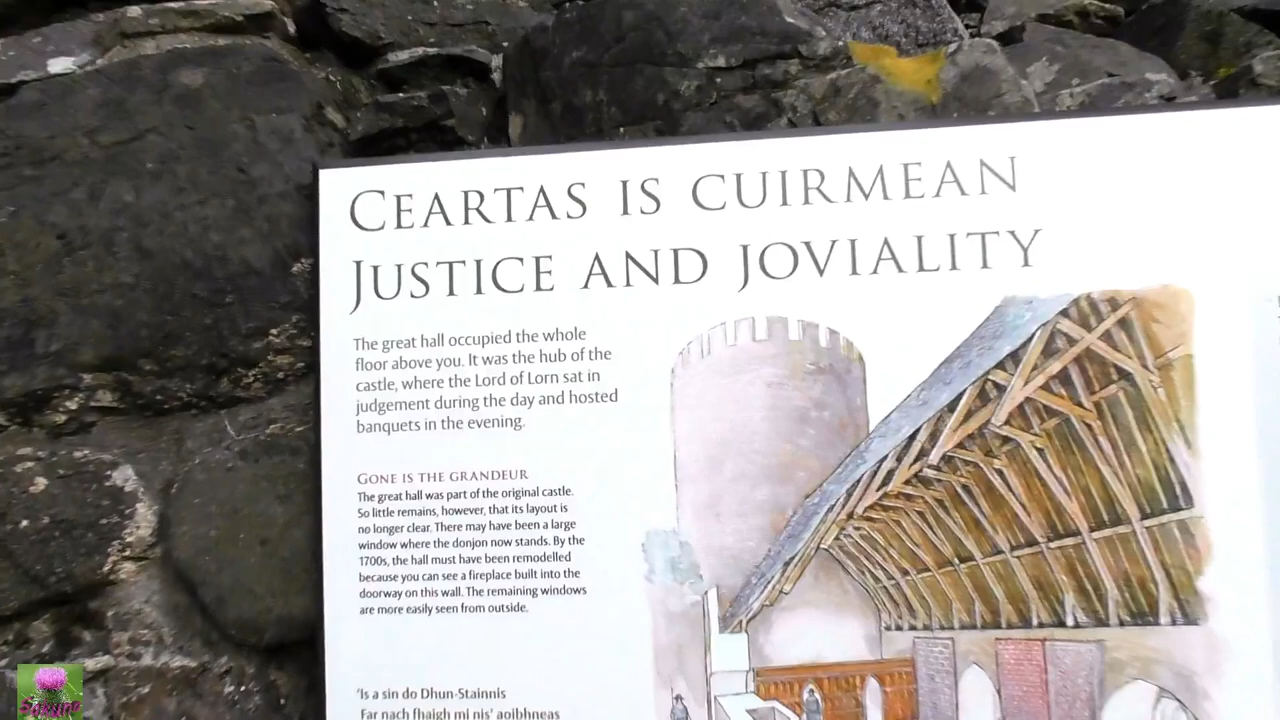 CEARTAS IS CUIRMEAN
JUSTICE AND JOVIALITY
The great hall occupied the whole
floor above you. It was the hub of the
castle, where the Lord of Lorn sat in
judgement during the day and hosted
banquets in the evening.
GONE IS THE GRANDEUR
The great hall was part of the original castle.
So little remains, however, that its layout is
no longer clear. There may have been a large
window where the donjon now stands. By the
1700s, the hall must have been remodelled
because you can see a fireplace built into the
doorway on this wall. The remaining windows
are more easily seen from outside.
'Is a sin do Dhun-Stainnis
Far nach fhaigh mi nis' aoibhneas
Sakura